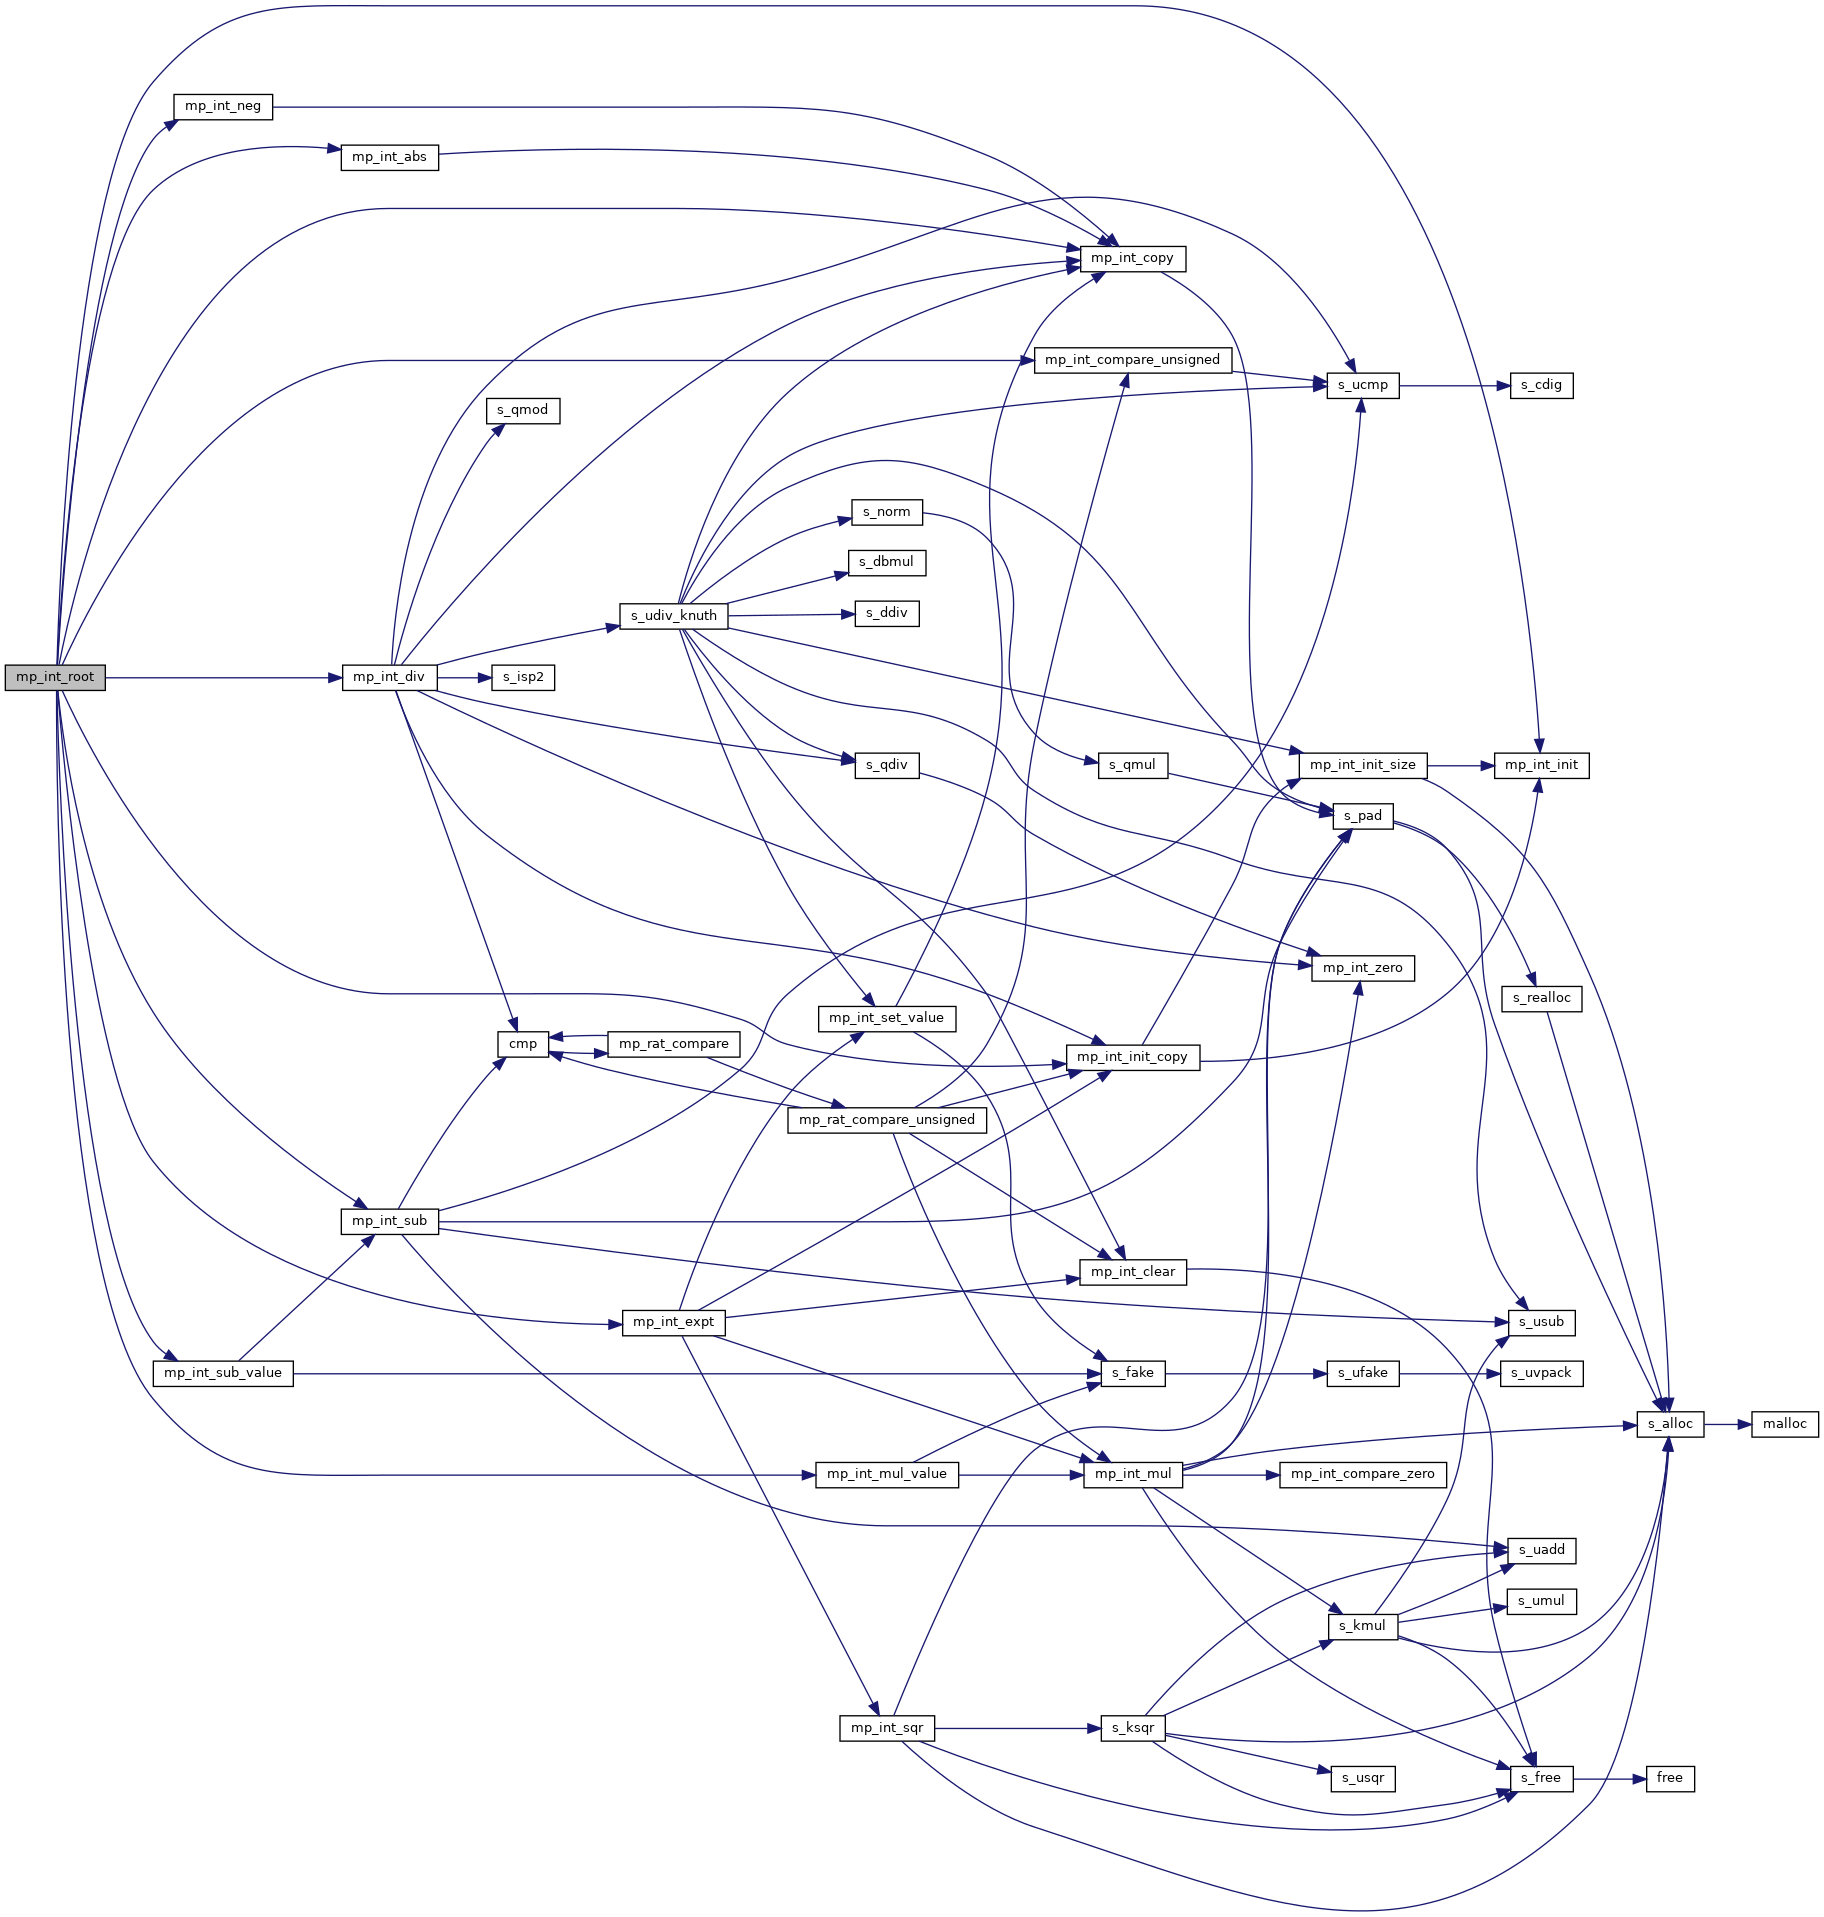 mp_int_neg
mp_int_abs
mp_int_copy
mp_int_compare_unsigned
s_ucmp
s_cdig
s_qmod
s_norm
s_dbmul
s_ddiv
s_udiv_knuth
mp_int_root
mp_int_div
s_isp2
s_qdiv
s_qmul
mp_int_init_size
mp_int_init
s_pad
mp_int_zero
s_realloc
mp_int_set_value
cmp
mp_rat_compare
mp_int_init_copy
mp_rat_compare_unsigned
mp_int_sub
mp_int_clear
mp_int_expt
s_usub
mp_int_sub_value
s_fake
s_ufake
s_uvpack
s_alloc
malloc
mp_int_mul_value
mp_int_mul
mp_int_compare_zero
s_uadd
s_umul
s_kmul
mp_int_sqr
s_ksqr
s_usqr
s_free
free